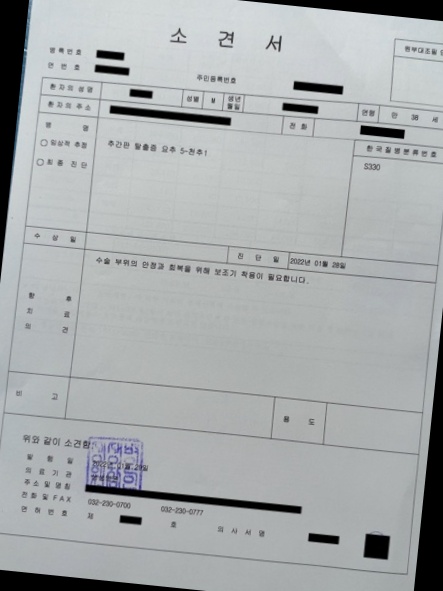 소 견 서
원부대조필
등록번호
연 번 호
주민등록번호
환자의 성명 성별 M 생년월일 연령 만 38 세
환자의 주소 전 화
병 명
임상적 추정
최 종 진 단
추간판 탈출증 요추 5-천추1
한국질병분류번호
S330
수 상 일 진 단 일 2022년 01월 28일
향 후 치 료 의 견
수술 부위의 안정과 회복을 위해 보조기 착용이 필요합니다.
비 고 용 도
위와 같이 소견함
발 행 일 2022년 01월 29일
의 료 기 관
주소 및 명칭
전화 및 FAX 032-230-0700 032-230-0777
면 허 번 호 제 호 의 사 서 명